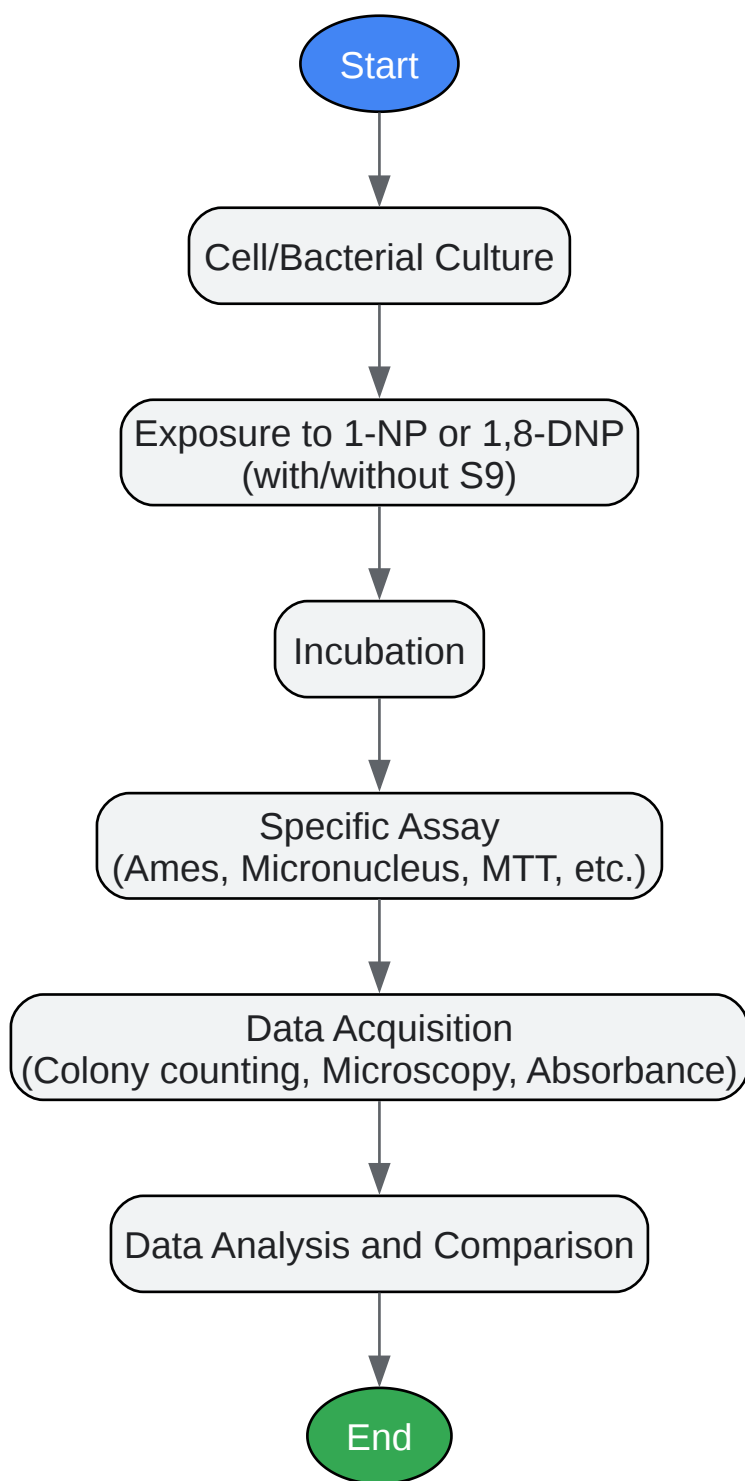 Start
Cell/Bacterial Culture
Exposure to 1-NP or 1,8-DNP
(with/without S9)
Incubation
Specific Assay
(Ames, Micronucleus, MTT, etc.)
Data Acquisition
(Colony counting, Microscopy, Absorbance)
Data Analysis and Comparison
End